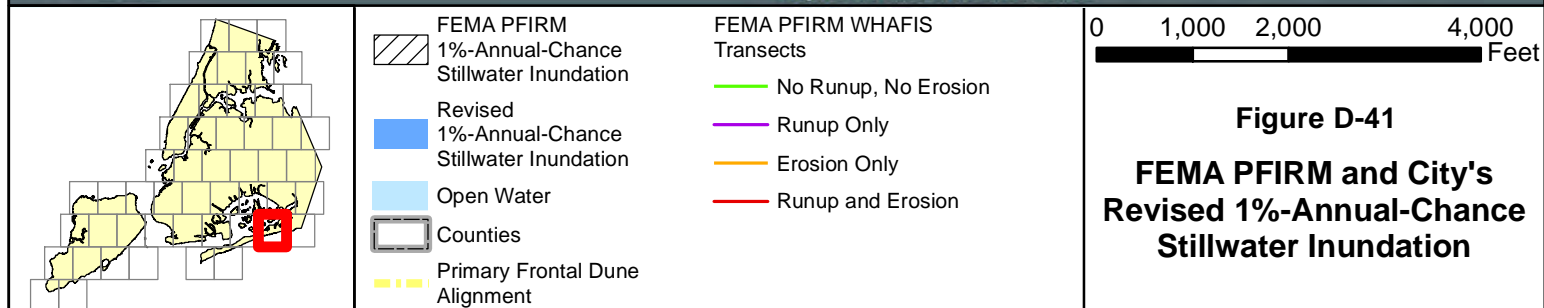 FEMA PFIRM
1%-Annual-Chance
Stillwater Inundation
Revised
1%-Annual-Chance
Stillwater Inundation
Open Water
Counties
Primary Frontal Dune
Alignment
FEMA PFIRM WHAFIS
Transects
No Runup, No Erosion
Runup Only
Erosion Only
Runup and Erosion
0 1,000 2,000 4,000
Feet
Figure D-41
FEMA PFIRM and City's
Revised 1%-Annual-Chance
Stillwater Inundation